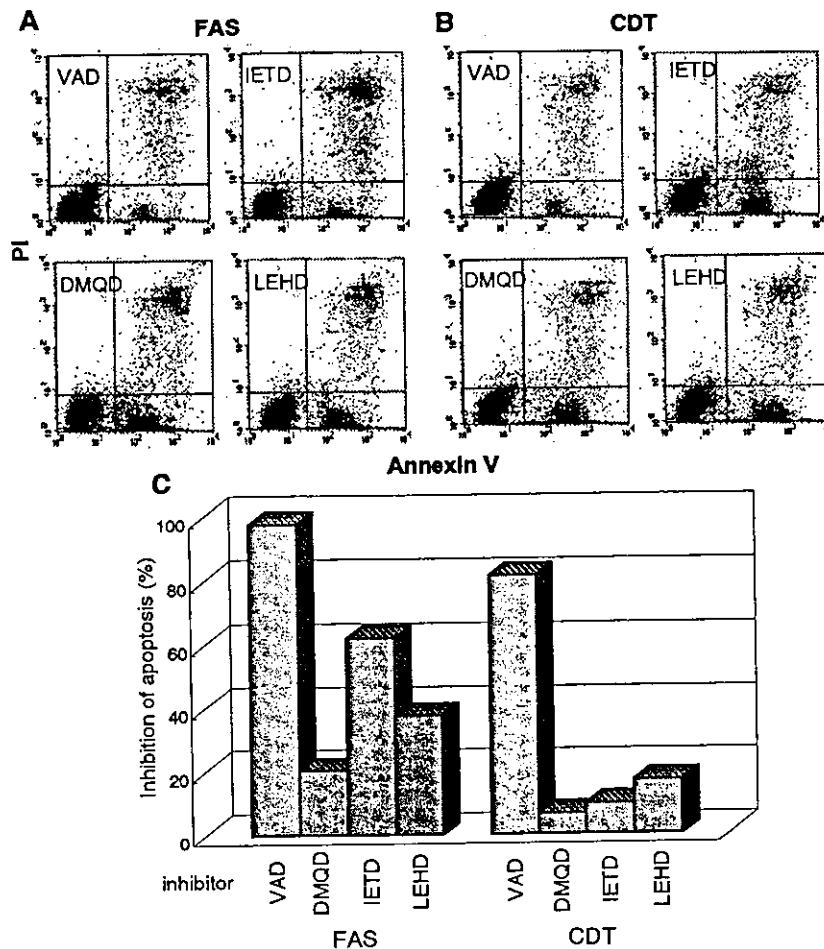 A FAS B CDT
VAD IETD VAD IETD
DMQD LEHD DMQD LEHD
PI
Annexin V
C
Inhibition of apoptosis (%)
100
80
60
40
20
0
inhibitor VAD DMQD IETD LEHD VAD DMQD IETD LEHD
FAS CDT